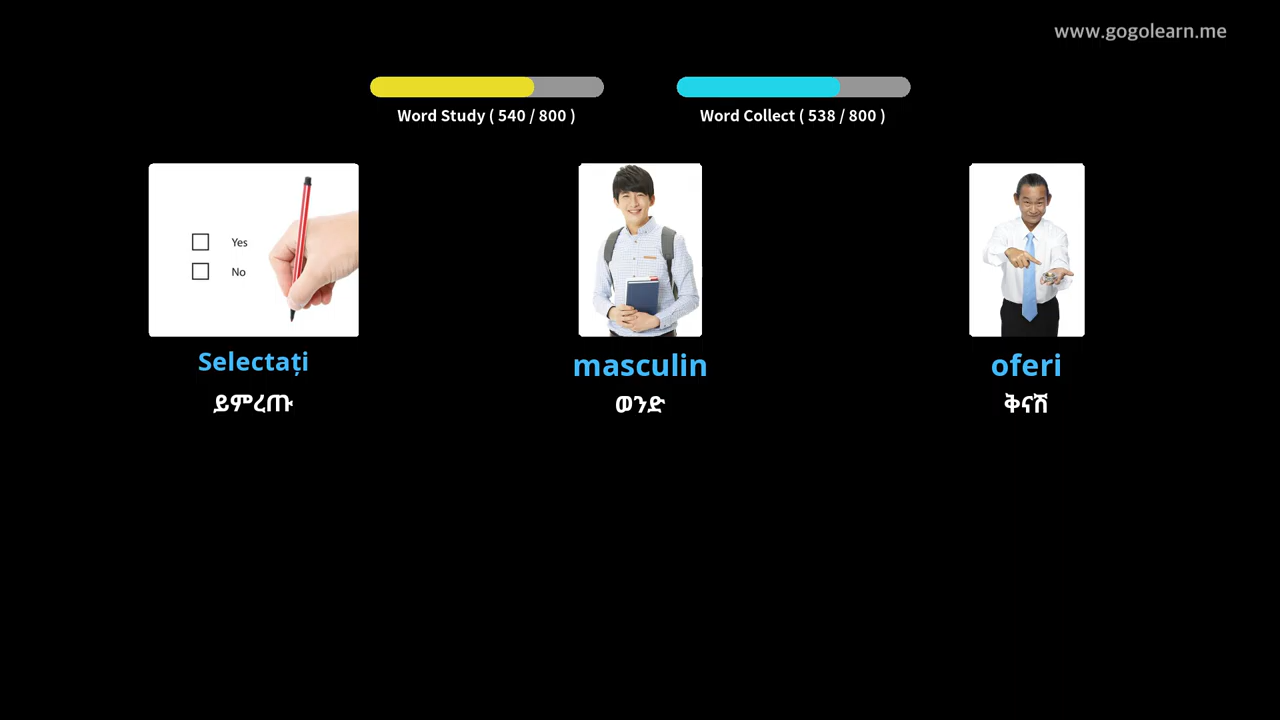 www.gogolearn.me
Word Study ( 540 / 800 )
Word Collect ( 538 / 800 )
Yes
No
Selectați
masculin
oferi
ይምረጡ
ወንድ
ቅናሽ